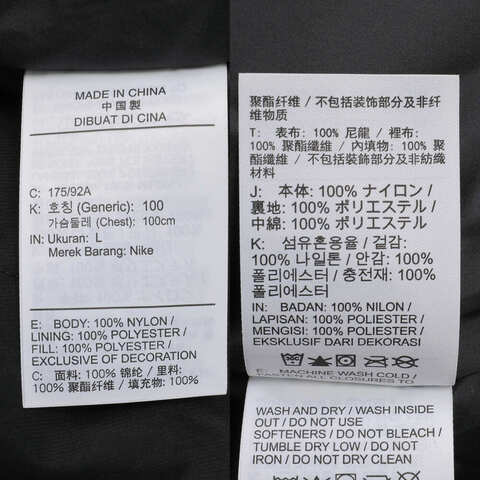 MADE IN CHINA
中国製
DIBUAT DI CINA
C: 175/92A
K: 호칭 (Generic): 100
가슴둘레 (Chest): 100cm
IN: Ukuran: L
Merek Barang: Nike
E: BODY: 100% NYLON /
LINING: 100% POLYESTER /
FILL: 100% POLYESTER /
EXCLUSIVE OF DECORATION
C: 面料: 100% 锦纶 / 里料:
100% 聚酯纤维 / 填充物: 100%
聚酯纤维 / 不包括装饰部分及非纤
维物质
T: 表布: 100% 尼龍 / 裡布:
100% 聚酯纖維 / 內填物: 100%
聚酯纖維 / 不包括裝飾部分及非紡織
材料
J: 本体: 100% ナイロン /
裏地: 100% ポリエステル /
中綿: 100% ポリエステル
K: 섬유혼용율 / 겉감:
100% 나일론 / 안감: 100%
폴리에스터 / 충전재: 100%
폴리에스터
IN: BADAN: 100% NILON /
LAPISAN: 100% POLIESTER /
MENGISI: 100% POLIESTER /
EKSKLUSIF DARI DEKORASI
E: MACHINE WASH COLD /
FASTEN ALL CLOSURES TO
WASH AND DRY / WASH INSIDE
OUT / DO NOT USE
SOFTENERS / DO NOT BLEACH /
TUMBLE DRY LOW / DO NOT
IRON / DO NOT DRY CLEAN